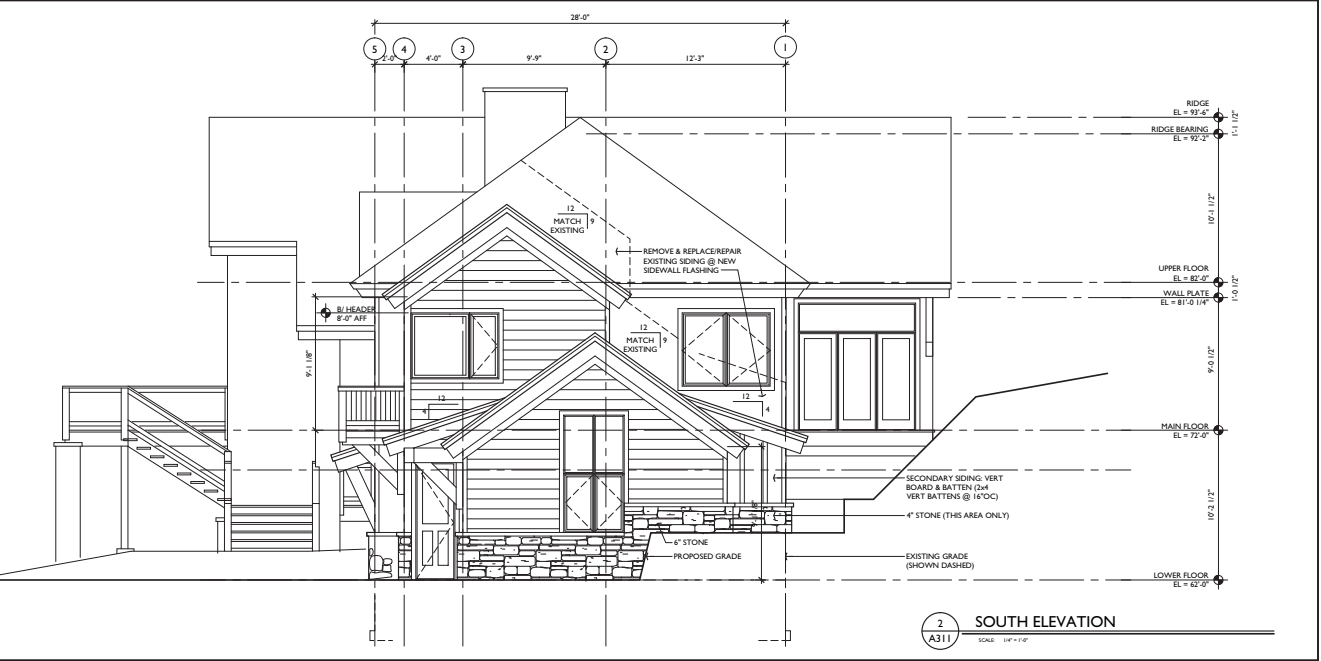 28'-0"
5
4
3
2
1
2'-0"
4'-0"
9'-9"
12'-3"
RIDGE
EL = 93'-6"
1'-1 1/2"
RIDGE BEARING
EL = 92'-2"
10'-1 1/2"
12
9
MATCH
EXISTING
REMOVE & REPLACE/REPAIR
EXISTING SIDING @ NEW
SIDEWALL FLASHING
UPPER FLOOR
EL = 82'-0"
1'-0 1/2"
WALL PLATE
EL = 81'-0 1/4"
B/ HEADER
8'-0" AFF
12
9
MATCH
EXISTING
9'-1 1/8"
9'-0 1/2"
12
4
12
4
MAIN FLOOR
EL = 72'-0"
SECONDARY SIDING: VERT
BOARD & BATTEN (2x4
VERT BATTENS @ 16"OC)
10'-2 1/2"
4" STONE (THIS AREA ONLY)
6" STONE
PROPOSED GRADE
EXISTING GRADE
(SHOWN DASHED)
LOWER FLOOR
EL = 62'-0"
2
A311
SOUTH ELEVATION
SCALE: 1/4" = 1'-0"